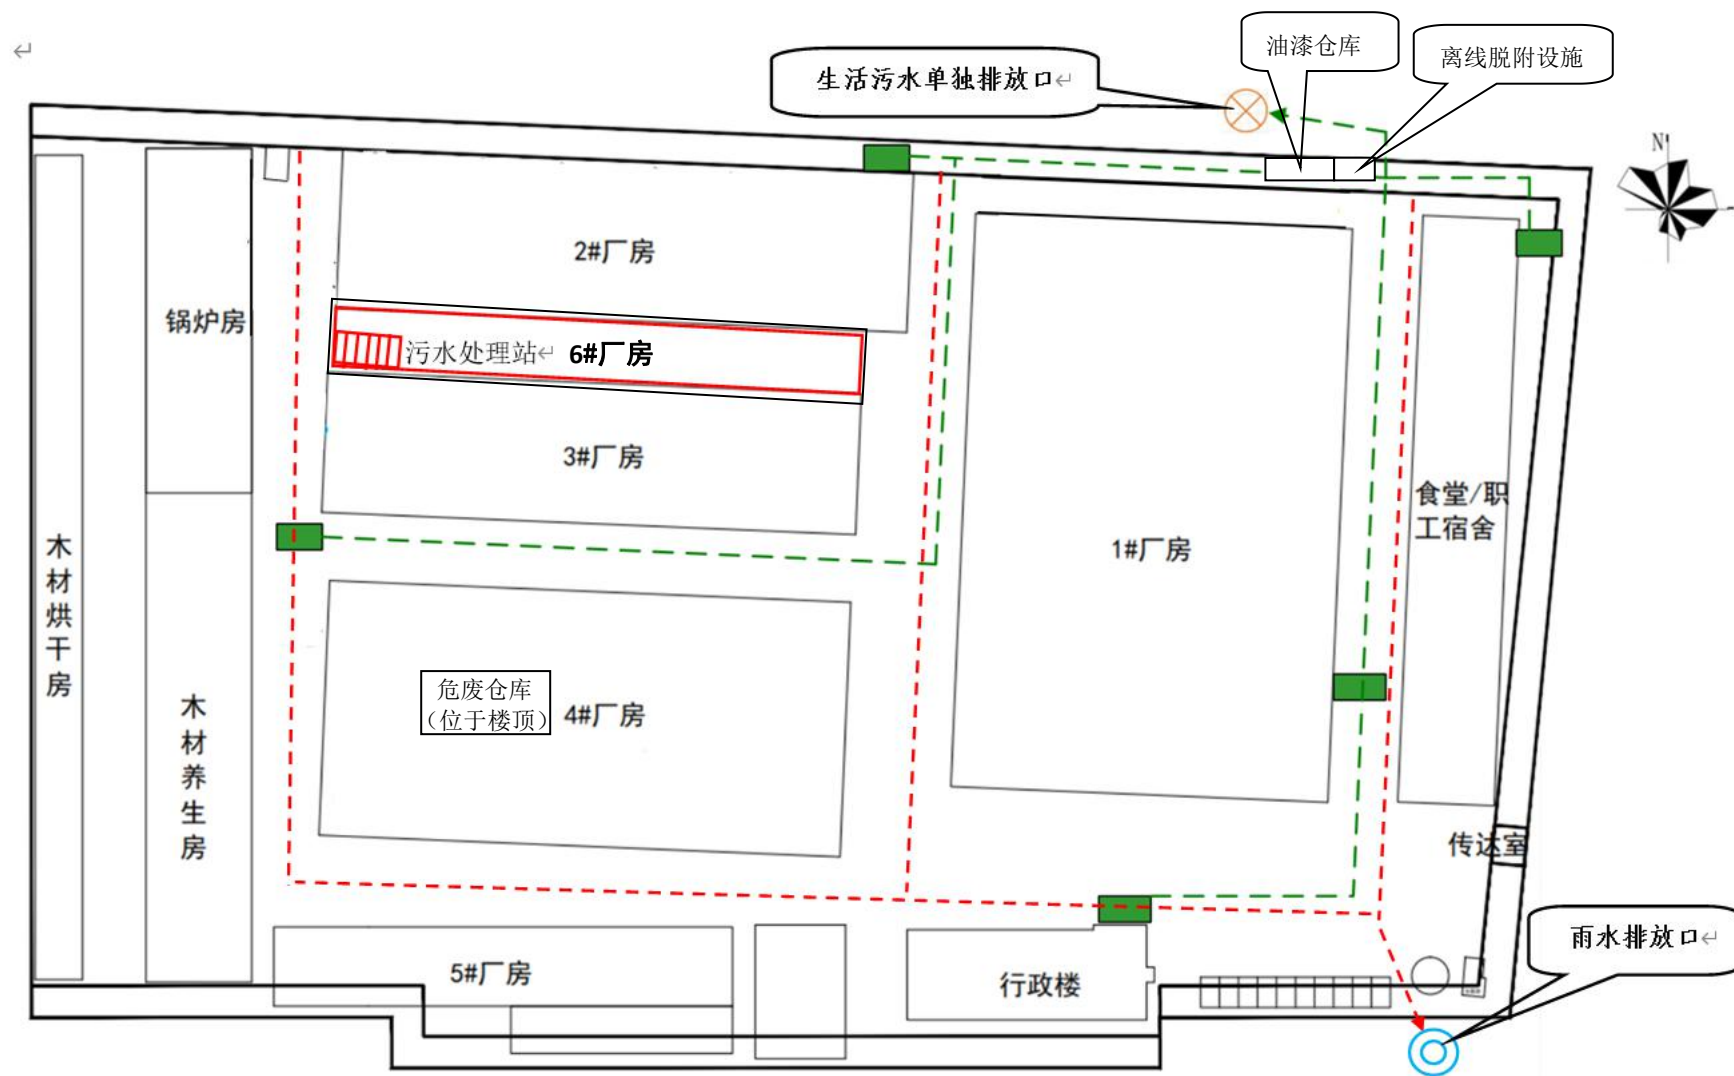 油漆仓库
离线脱附设施
生活污水单独排放口
N
2#厂房
锅炉房
污水处理站
6#厂房
3#厂房
食堂/职
工宿舍
1#厂房
木材烘干房
危废仓库
（位于楼顶）
4#厂房
木材养生房
传达室
雨水排放口
5#厂房
行政楼